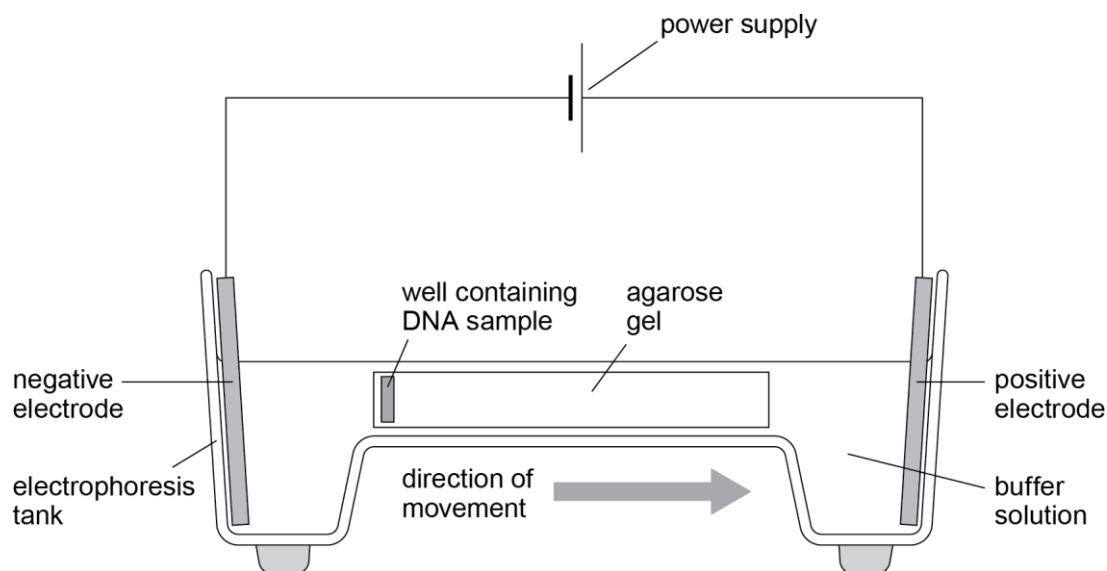 power supply
well containing
DNA sample
agarose
gel
negative
electrode
positive
electrode
electrophoresis
tank
direction of
movement
buffer
solution